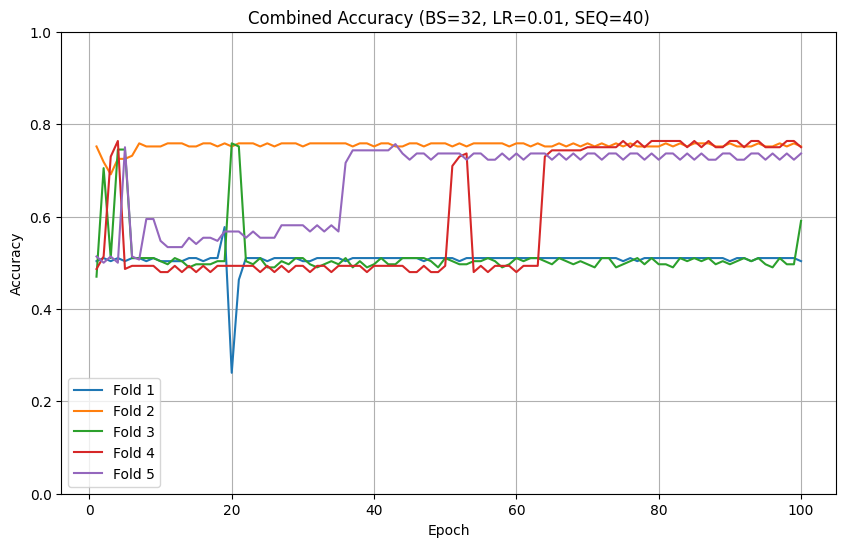 Combined Accuracy (BS=32, LR=0.01, SEQ=40)
Accuracy
1.0
0.8
0.6
0.4
0.2
0.0
Fold 1
Fold 2
Fold 3
Fold 4
Fold 5
0 20 40 60 80 100
Epoch